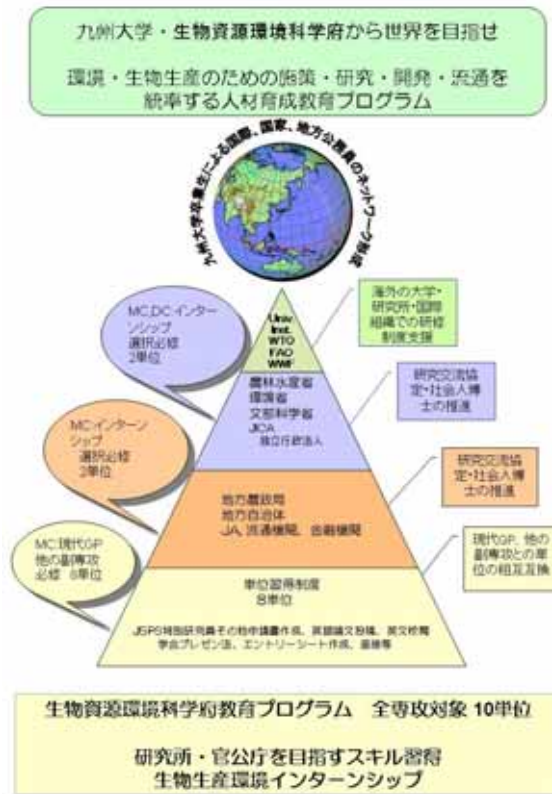 九州大学・生物資源環境科学府から世界を目指せ
環境・生物生産のための施策・研究・開発・流通を
統率する人材育成教育プログラム
九州大学卒業生による国際、国家、地方公務員のネットワーク形成
MC,DC インターンシップ
選択必修
2単位
Univ.
Inst.
WTO
FAO
WWF
海外の大学・
研究所・国際
組織での研修
制度支援
農林水産省
環境省
文部科学省
JICA
独立行政法人
研究交流協
定・社会人博
士の推進
MC:インターン
シップ
選択必修
2単位
地方農政局
地方自治体
JA, 流通機関、金融機関
研究交流協
定・社会人博
士の推進
MC:現代GP
他の副専攻
必修 8単位
単位習得制度
8単位
JSPS特別研究員その他申請書作成、英語論文投稿、英文校閲
学会プレゼン法、エントリーシート作成、面接等
現代GP、他の
副専攻との単
位の相互互換
生物資源環境科学府教育プログラム 全専攻対象 10単位
研究所・官公庁を目指すスキル習得
生物生産環境インターンシップ